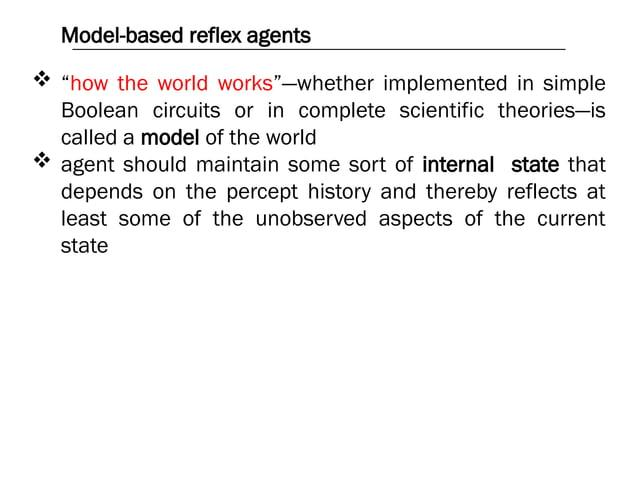 Model-based reflex agents
❖ “how the world works”—whether implemented in simple
Boolean circuits or in complete scientific theories—is
called a model of the world
❖ agent should maintain some sort of internal state that
depends on the percept history and thereby reflects at
least some of the unobserved aspects of the current
state